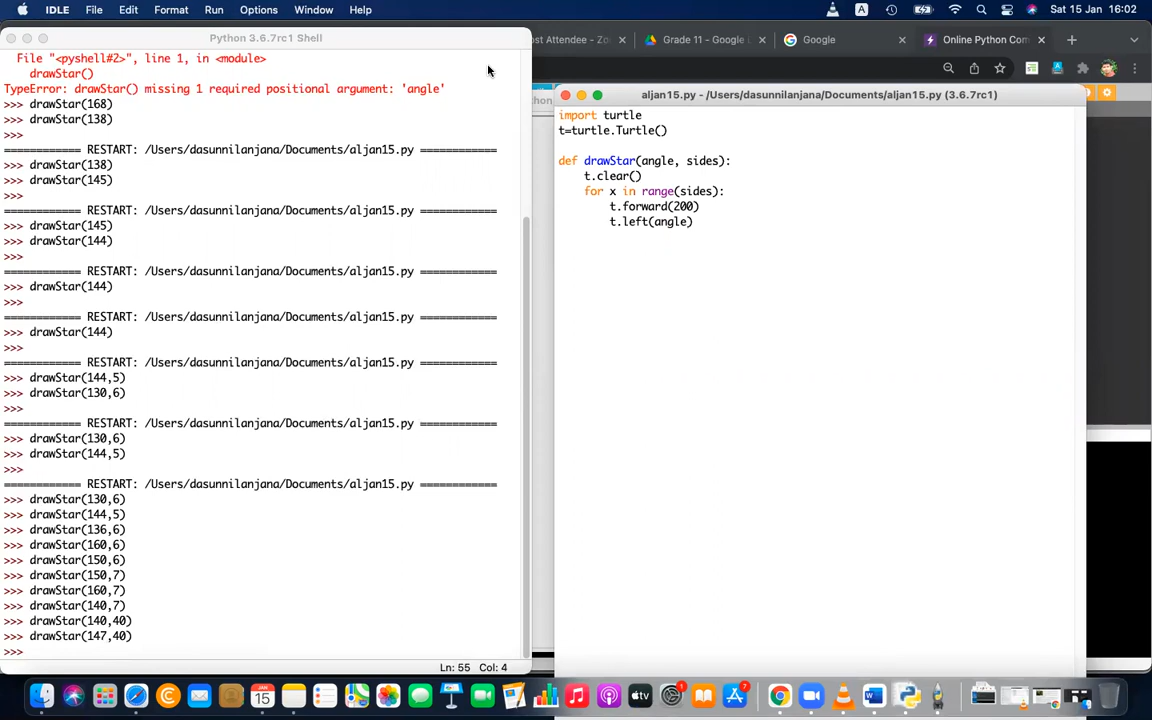 IDLE File Edit Format Run Options Window Help
A
Sat 15 Jan 16:02
Python 3.6.7rc1 Shell
ast Attendee - Zo
Grade 11 – Google
Google
Online Python Com
File "<pyshell#2>", line 1, in <module>
drawStar()
TypeError: drawStar() missing 1 required positional argument: 'angle'
>>> drawStar(168)
>>> drawStar(138)
>>>
============ RESTART: /Users/dasunnilanjana/Documents/aljan15.py ============
>>> drawStar(138)
>>> drawStar(145)
>>>
============ RESTART: /Users/dasunnilanjana/Documents/aljan15.py ============
>>> drawStar(145)
>>> drawStar(144)
>>>
============ RESTART: /Users/dasunnilanjana/Documents/aljan15.py ============
>>> drawStar(144)
>>>
============ RESTART: /Users/dasunnilanjana/Documents/aljan15.py ============
>>> drawStar(144)
>>>
============ RESTART: /Users/dasunnilanjana/Documents/aljan15.py ============
>>> drawStar(144,5)
>>> drawStar(130,6)
>>>
============ RESTART: /Users/dasunnilanjana/Documents/aljan15.py ============
>>> drawStar(130,6)
>>> drawStar(144,5)
>>>
============ RESTART: /Users/dasunnilanjana/Documents/aljan15.py ============
>>> drawStar(130,6)
>>> drawStar(144,5)
>>> drawStar(136,6)
>>> drawStar(160,6)
>>> drawStar(150,6)
>>> drawStar(150,7)
>>> drawStar(160,7)
>>> drawStar(140,7)
>>> drawStar(140,40)
>>> drawStar(147,40)
>>>
Ln: 55 Col: 4
thon
aljan15.py - /Users/dasunnilanjana/Documents/aljan15.py (3.6.7rc1)
import turtle
t=turtle.Turtle()
def drawStar(angle, sides):
t.clear()
for x in range(sides):
t.forward(200)
t.left(angle)
JAN
15
tv
1
7